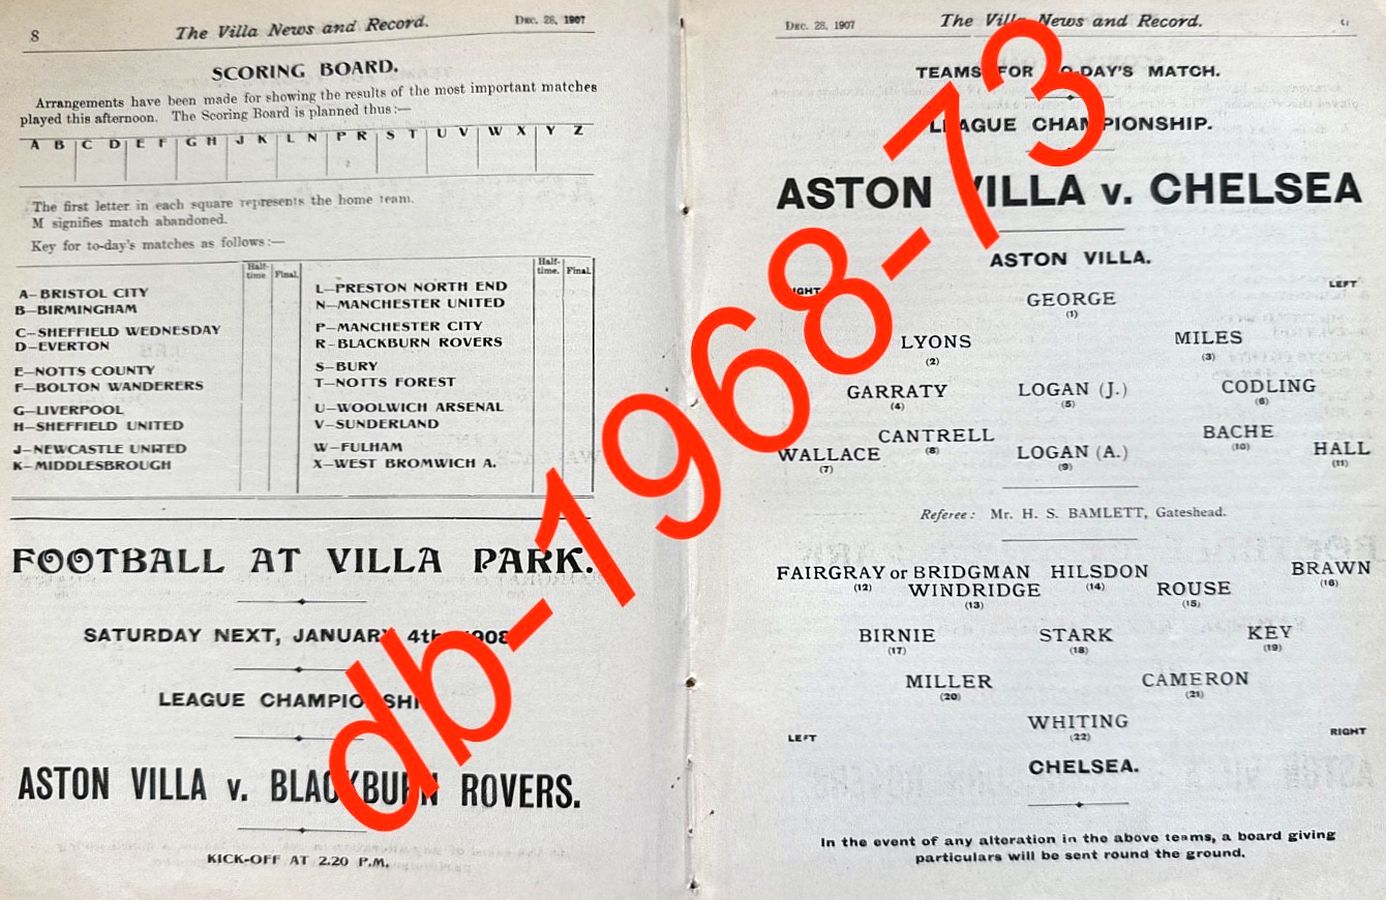 8 The Villa News and Record. Dec. 28, 1907
SCORING BOARD.
Arrangements have been made for showing the results of the most important matches
played this afternoon. The Scoring Board is planned thus:—
A B C D E F G H J K L N P R S T U V W X Y Z
The first letter in each square represents the home team.
M signifies match abandoned.
Key for to-day's matches as follows:—
Half-time Final.
A—BRISTOL CITY
B—BIRMINGHAM
C—SHEFFIELD WEDNESDAY
D—EVERTON
E—NOTTS COUNTY
F—BOLTON WANDERERS
G—LIVERPOOL
H—SHEFFIELD UNITED
J—NEWCASTLE UNITED
K—MIDDLESBROUGH
Half-time. Final.
L—PRESTON NORTH END
N—MANCHESTER UNITED
P—MANCHESTER CITY
R—BLACKBURN ROVERS
S—BURY
T—NOTTS FOREST
U—WOOLWICH ARSENAL
V—SUNDERLAND
W—FULHAM
X—WEST BROMWICH A.
FOOTBALL AT VILLA PARK.
SATURDAY NEXT, JANUARY 4th, 1908
LEAGUE CHAMPIONSHIP
ASTON VILLA v. BLACKBURN ROVERS.
KICK-OFF AT 2.20 P.M.
Dec. 28, 1907 The Villa News and Record.
TEAMS FOR TO-DAY'S MATCH.
LEAGUE CHAMPIONSHIP.
ASTON VILLA v. CHELSEA
ASTON VILLA.
RIGHT LEFT
GEORGE
(1)
LYONS MILES
(2) (3)
GARRATY LOGAN (J.) CODLING
(4) (5) (6)
WALLACE CANTRELL LOGAN (A.) BACHE HALL
(7) (8) (9) (10) (11)
Referee: Mr. H. S. BAMLETT, Gateshead.
FAIRGRAY or BRIDGMAN HILSDON BRAWN
(12) (14) (16)
WINDRIDGE ROUSE
(13) (15)
BIRNIE STARK KEY
(17) (18) (19)
MILLER CAMERON
(20) (21)
WHITING
(22)
LEFT RIGHT
CHELSEA.
In the event of any alteration in the above teams, a board giving
particulars will be sent round the ground.
db-1968-73